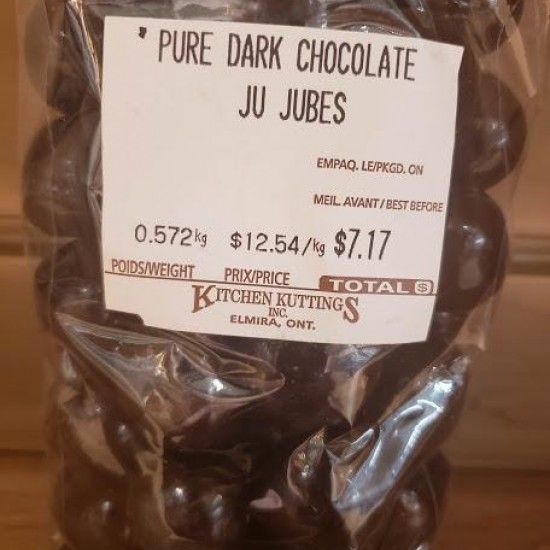 PURE DARK CHOCOLATE
JU JUBES
EMPAQ. LE/PKGD. ON
MEIL. AVANT/BEST BEFORE
0.572kg $12.54/kg $7.17
POIDS/WEIGHT PRIX/PRICE TOTAL $
KITCHEN KUTTINGS
INC.
ELMIRA, ONT.